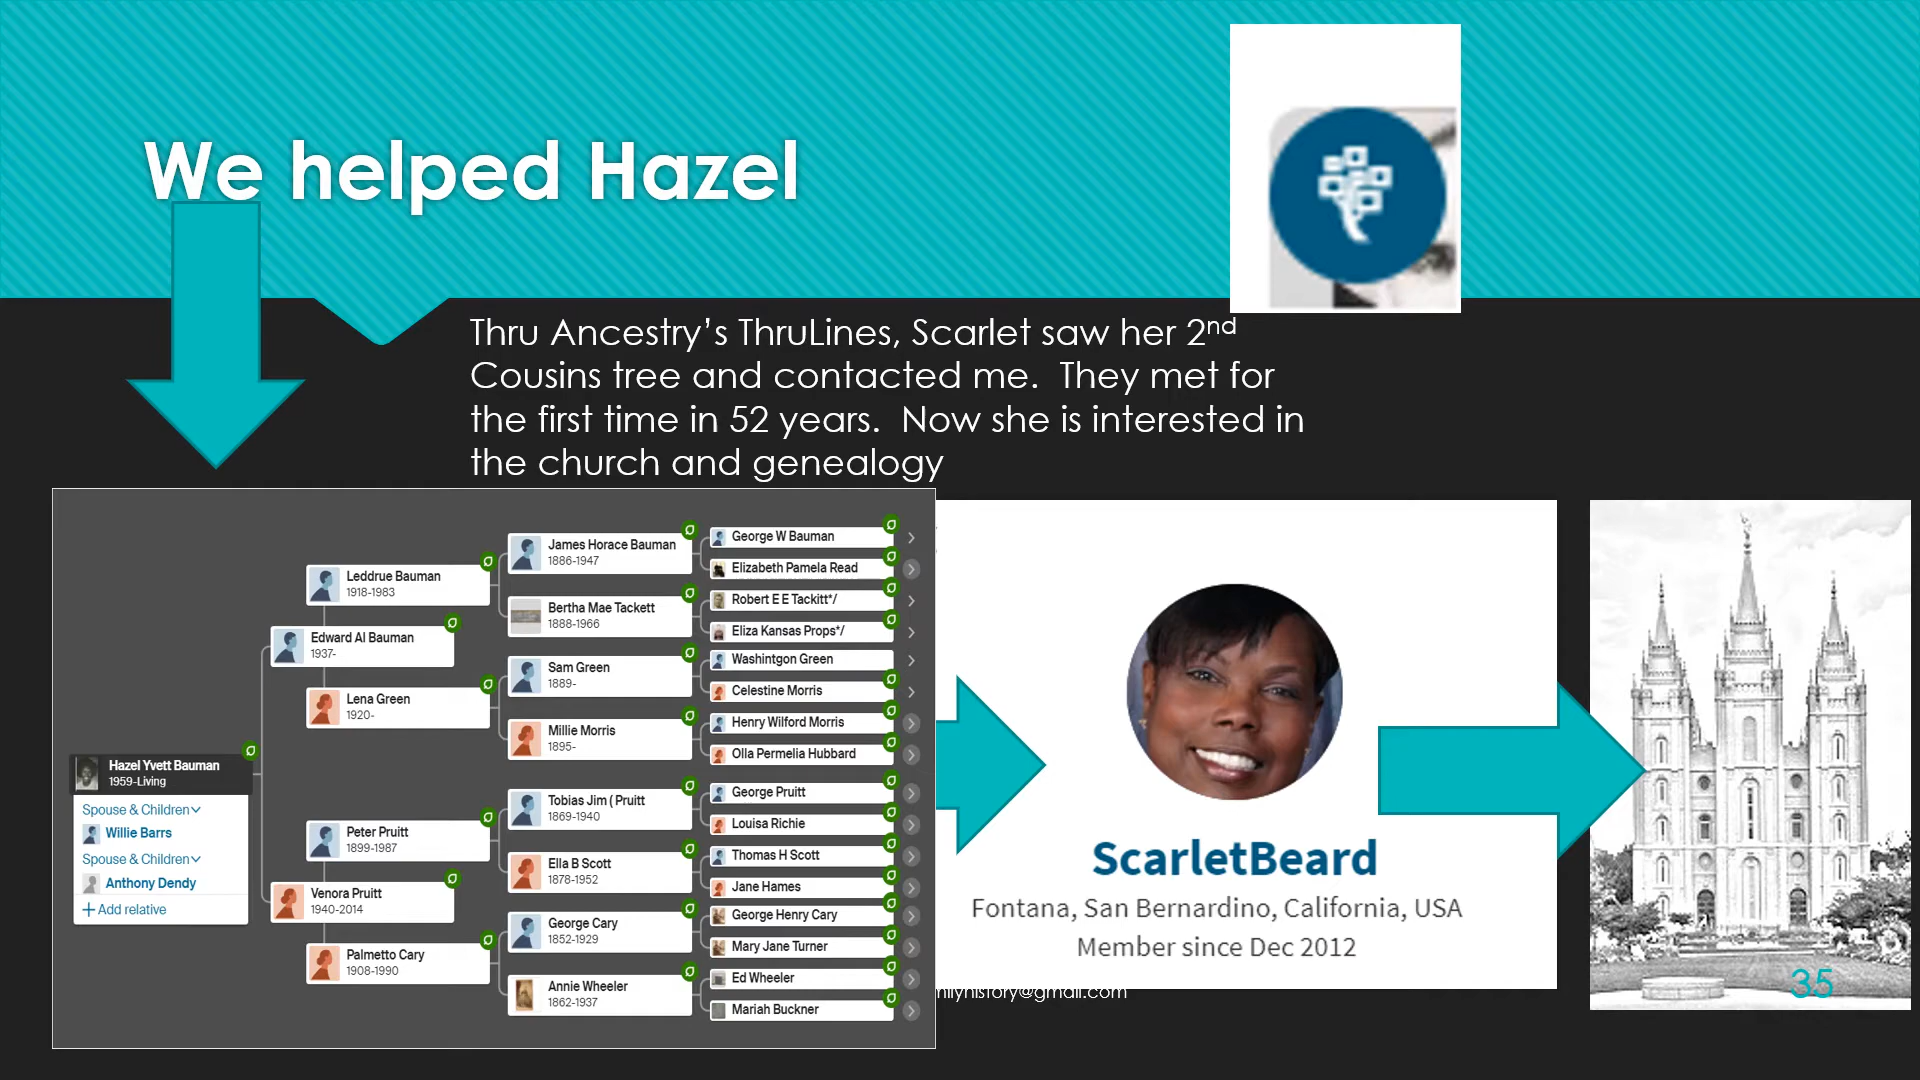 We helped Hazel
Thru Ancestry’s ThruLines, Scarlet saw her 2nd
Cousins tree and contacted me.  They met for
the first time in 52 years.  Now she is interested in
the church and genealogy
Hazel Yvett Bauman
1959-Living
Spouse & Children
Willie Barrs
Spouse & Children
Anthony Dendy
+ Add relative
Edward Al Bauman
1937-
Venora Pruitt
1940-2014
Leddrue Bauman
1918-1983
Lena Green
1920-
Peter Pruitt
1899-1987
Palmetto Cary
1908-1990
James Horace Bauman
1886-1947
Bertha Mae Tackett
1888-1966
Sam Green
1889-
Millie Morris
1895-
Tobias Jim ( Pruitt
1869-1940
Ella B Scott
1878-1952
George Cary
1852-1929
Annie Wheeler
1862-1937
George W Bauman
Elizabeth Pamela Read
Robert E E Tackitt*/
Eliza Kansas Props*/
Washintgon Green
Celestine Morris
Henry Wilford Morris
Olla Permelia Hubbard
George Pruitt
Louisa Richie
Thomas H Scott
Jane Hames
George Henry Cary
Mary Jane Turner
Ed Wheeler
Mariah Buckner
ScarletBeard
Fontana, San Bernardino, California, USA
Member since Dec 2012
milyhistory@gmail.com
35